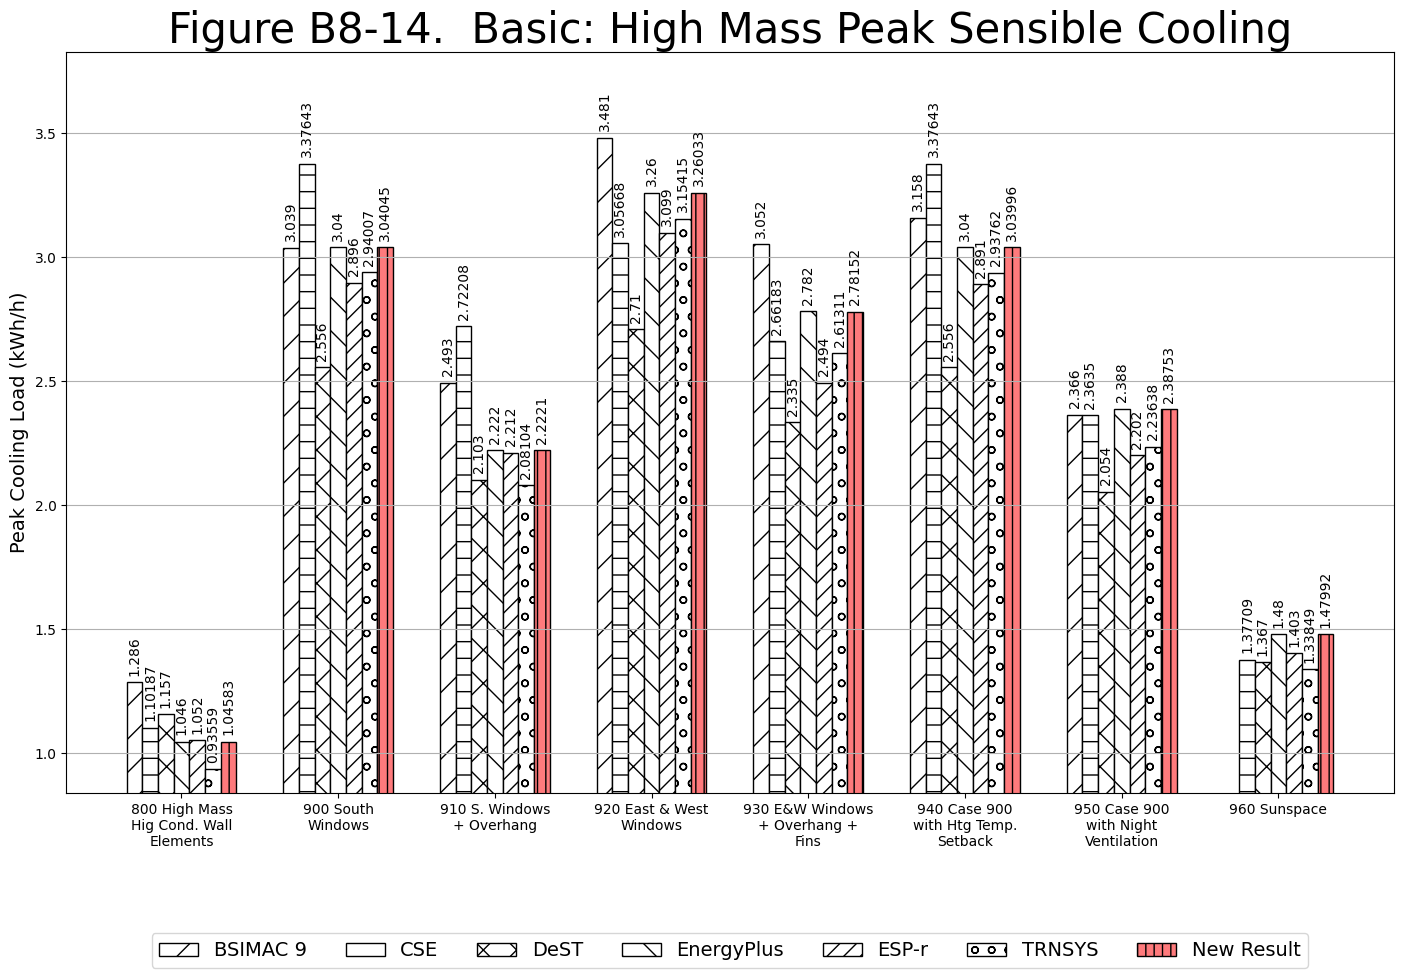 Figure B8-14.  Basic: High Mass Peak Sensible Cooling
Peak Cooling Load (kWh/h)
3.5
3.0
2.5
2.0
1.5
1.0
1.286
1.10187
1.157
1.046
1.052
0.93559
1.04583
3.039
3.37643
2.556
3.04
2.896
2.94007
3.04045
2.493
2.72208
2.103
2.222
2.212
2.08104
2.2221
3.481
3.05668
2.71
3.26
3.099
3.15415
3.26033
3.052
2.66183
2.335
2.782
2.494
2.61311
2.78152
3.158
3.37643
2.556
3.04
2.891
2.93762
3.03996
2.366
2.3635
2.054
2.388
2.202
2.23638
2.38753
1.37709
1.367
1.48
1.403
1.33849
1.47992
800 High Mass
Hig Cond. Wall
Elements
900 South
Windows
910 S. Windows
+ Overhang
920 East & West
Windows
930 E&W Windows
+ Overhang +
Fins
940 Case 900
with Htg Temp.
Setback
950 Case 900
with Night
Ventilation
960 Sunspace
BSIMAC 9
CSE
DeST
EnergyPlus
ESP-r
TRNSYS
New Result